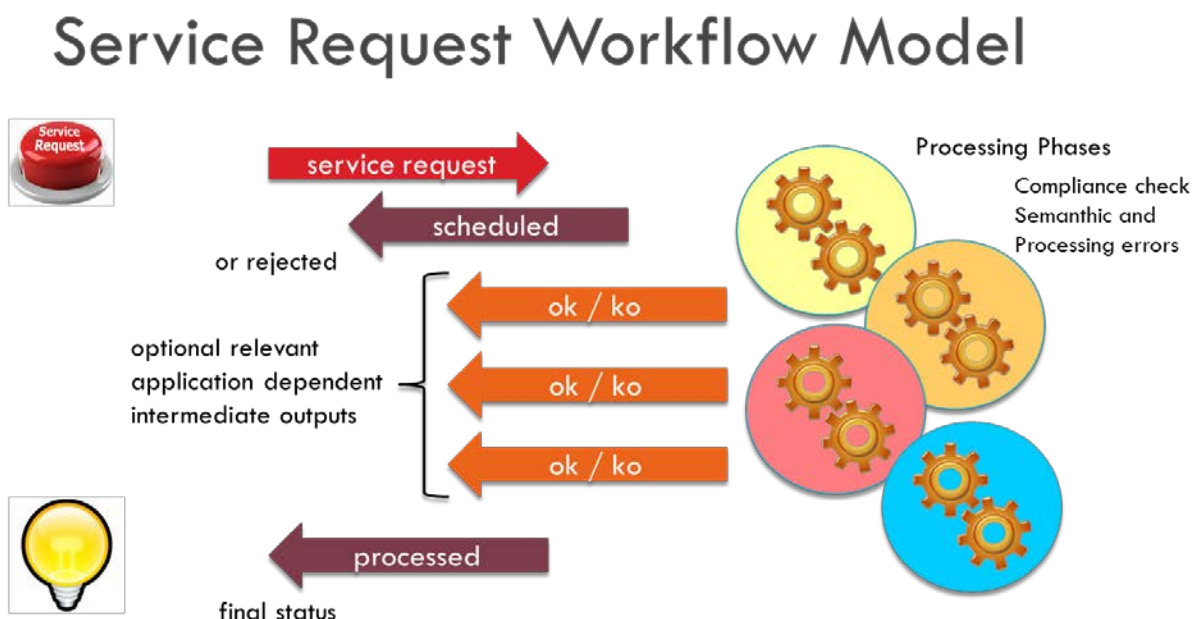 Service Request Workflow Model
Service
Request
service request
Processing Phases
Compliance check
Semanthic and
Processing errors
scheduled
or rejected
ok / ko
optional relevant
application dependent
intermediate outputs
ok / ko
ok / ko
processed
final status